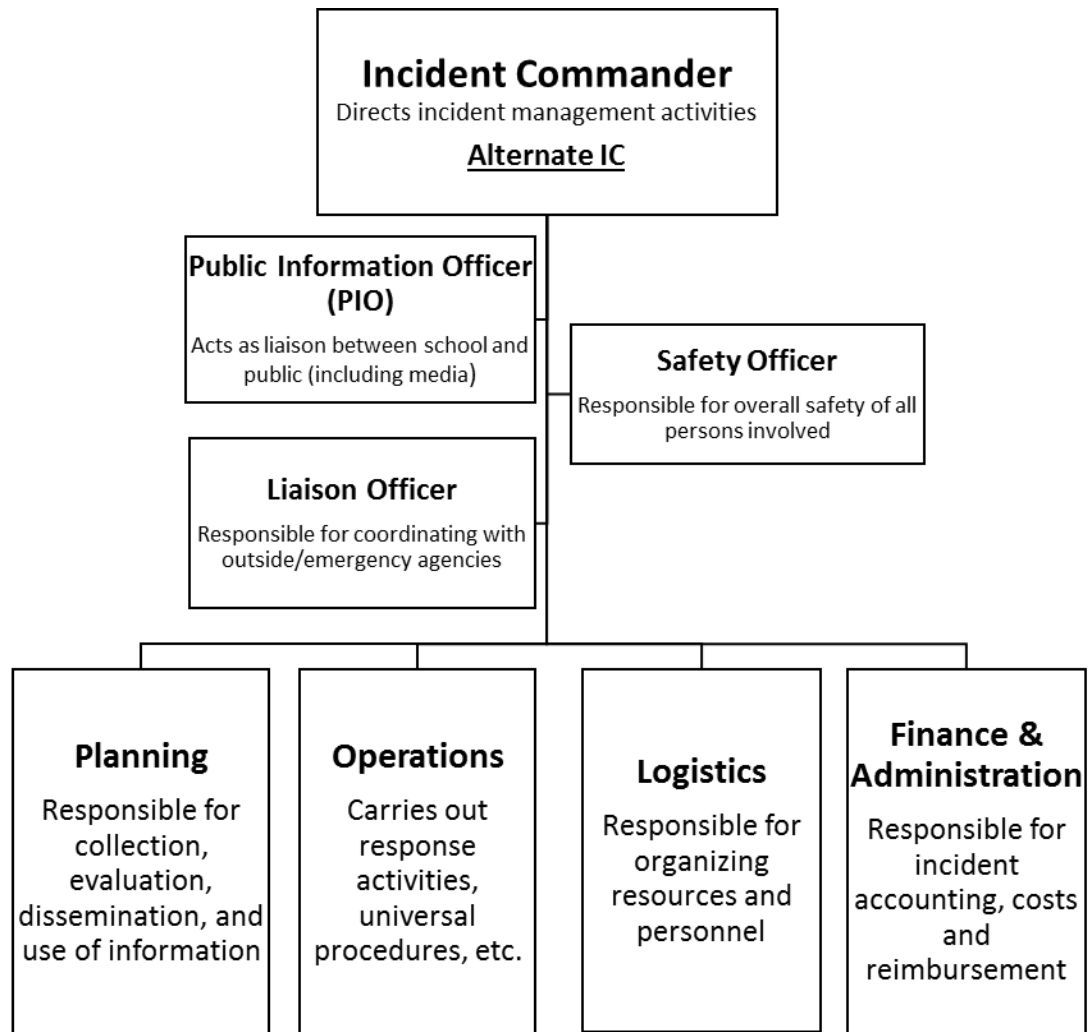 Incident Commander
Directs incident management activities
Alternate IC
Public Information Officer
(PIO)
Acts as liaison between school and
public (including media)
Safety Officer
Responsible for overall safety of all
persons involved
Liaison Officer
Responsible for coordinating with
outside/emergency agencies
Planning
Responsible for
collection,
evaluation,
dissemination, and
use of information
Operations
Carries out
response
activities,
universal
procedures, etc.
Logistics
Responsible for
organizing
resources and
personnel
Finance &
Administration
Responsible for
incident
accounting, costs
and
reimbursement